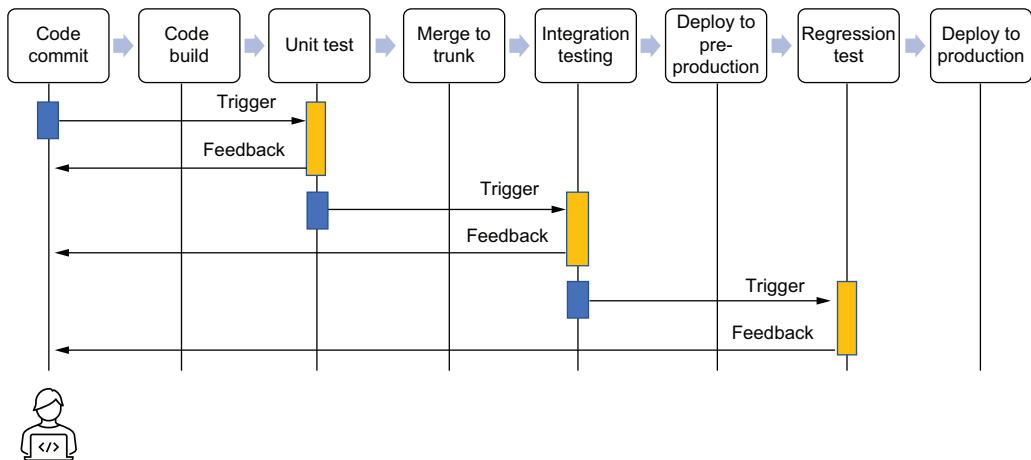 Code
commit
Code
build
Unit test
Merge to
trunk
Integration
testing
Deploy to
pre-
production
Regression
test
Deploy to
production
Trigger
Feedback
Trigger
Feedback
Trigger
Feedback
</>